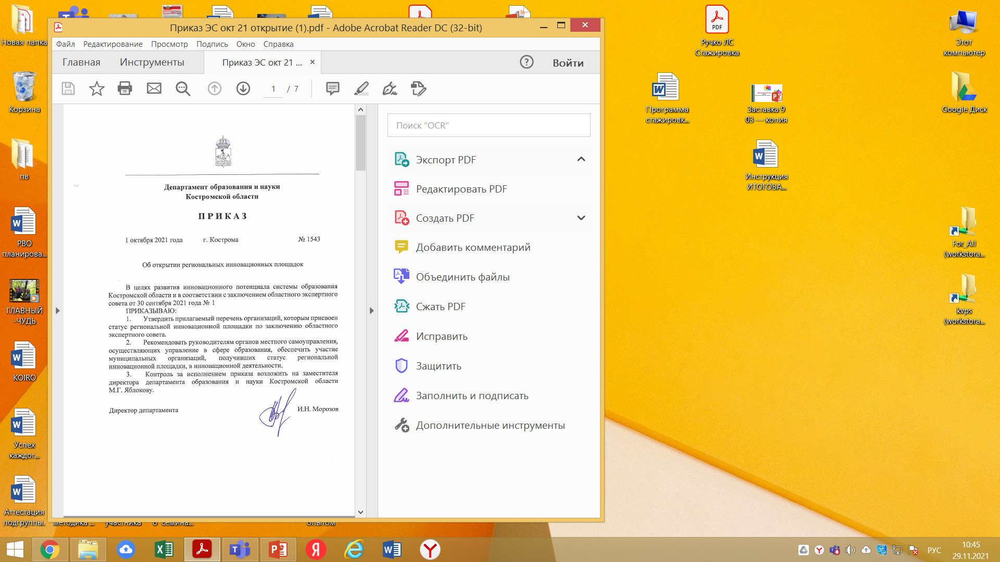 Приказ ЭС окт 21 открытие (1).pdf - Adobe Acrobat Reader DC (32-bit)
Файл Редактирование Просмотр Подпись Окно Справка
Главная Инструменты Приказ ЭС окт 21 ... × Войти
1 / 7
Департамент образования и науки
Костромской области
ПРИКАЗ
1 октября 2021 года г. Кострома № 1543
Об открытии региональных инновационных площадок
В целях развития инновационного потенциала системы образования
Костромской области и в соответствии с заключением областного экспертного
совета от 30 сентября 2021 года № 1
ПРИКАЗЫВАЮ:
1. Утвердить прилагаемый перечень организаций, которым присвоен
статус региональной инновационной площадки по заключению областного
экспертного совета.
2. Рекомендовать руководителям органов местного самоуправления,
осуществляющих управление в сфере образования, обеспечить участие
муниципальных организаций, получивших статус региональной
инновационной площадки, в инновационной деятельности.
3. Контроль за исполнением приказа возложить на заместителя
директора департамента образования и науки Костромской области
М.Г. Яблокову.
Директор департамента И.Н. Морозов
Поиск "OCR"
Экспорт PDF
Редактировать PDF
Создать PDF
Добавить комментарий
Объединить файлы
Сжать PDF
Исправить
Защитить
Заполнить и подписать
Дополнительные инструменты
Новая папка
Корзина
пв
РВО
планирова...
ГЛАВНЫЙ
-ЧУДЬ
KOIRO
Успех
каждог...
Аттестация
подгруппы.
методика ... участника о семина... опытом
PDF
Ручко ЛС
Стажировка
Программа
стажировк...
Заставка 9
03 — копия
Инструкция
ИТОГОВА...
Этот
компьютер
Google Диск
For_All
(workstora...
kvps
(workstora...
РУС
10:45
29.11.2021